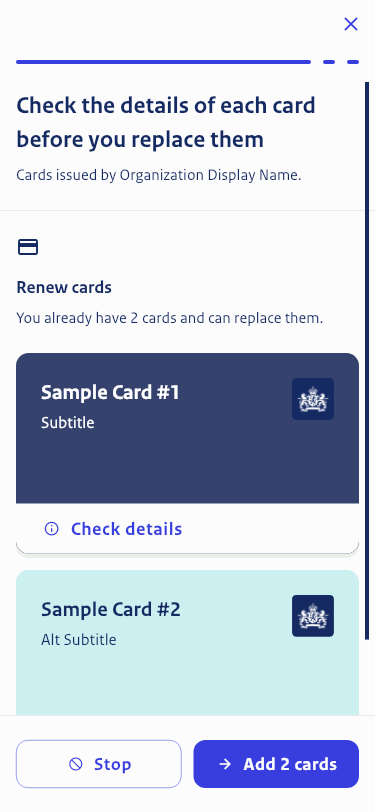 Check the details of each card
before you replace them
Cards issued by Organization Display Name.
Renew cards
You already have 2 cards and can replace them.
Sample Card #1
Subtitle
Check details
Sample Card #2
Alt Subtitle
Stop
Add 2 cards